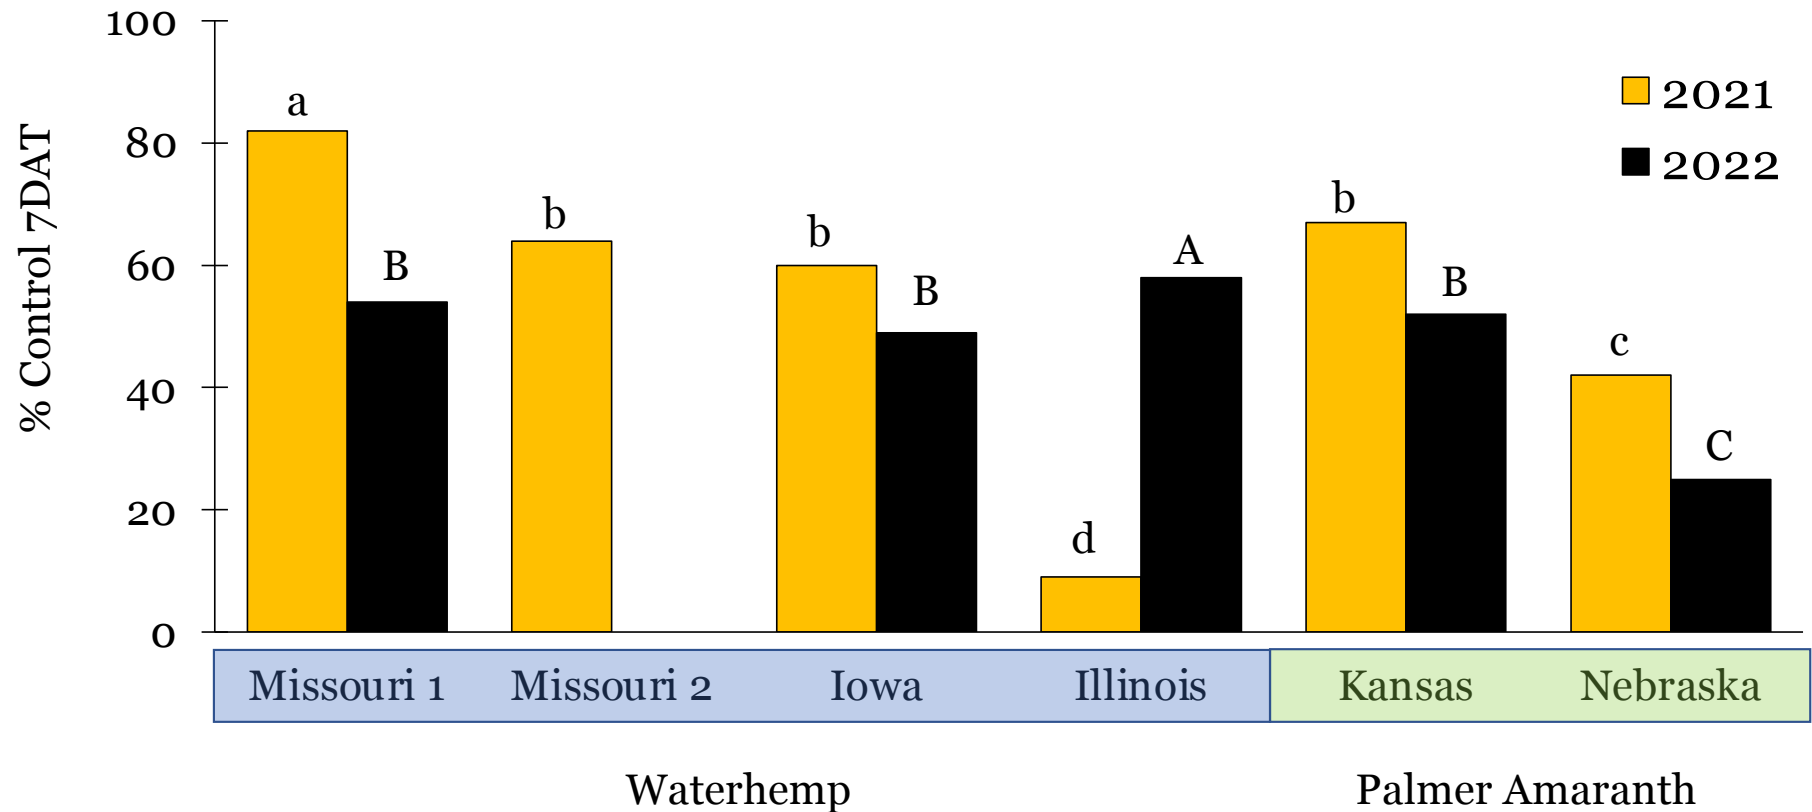 100
80
60
40
20
0
% Control 7DAT
2021
2022
a
B
b
b
B
d
A
b
B
c
C
Missouri 1 Missouri 2 Iowa Illinois Kansas Nebraska
Waterhemp Palmer Amaranth